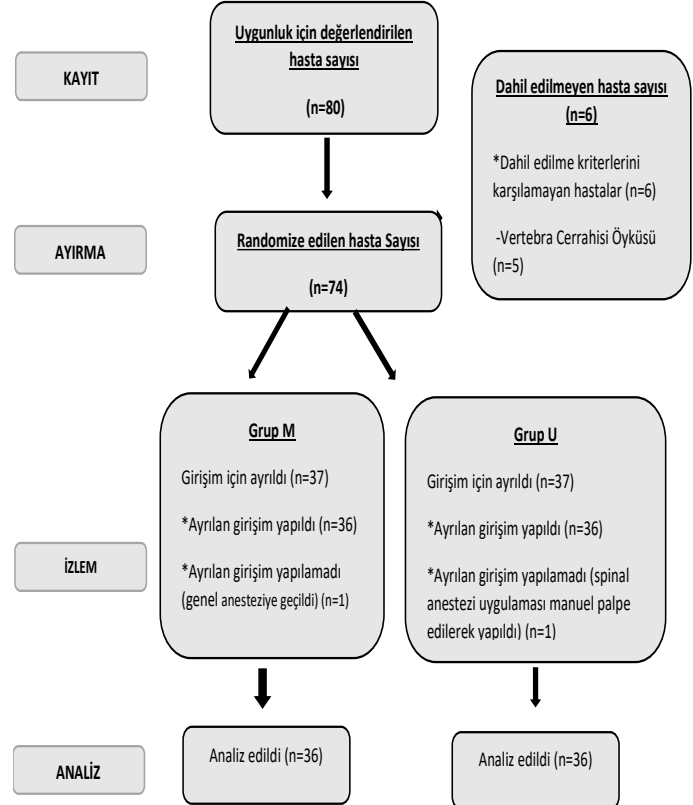 KAYIT
Uygunluk için değerlendirilen
hasta sayısı
(n=80)
Dahil edilmeyen hasta sayısı
(n=6)
*Dahil edilme kriterlerini
karşılamayan hastalar (n=6)
-Vertebra Cerrahisi Öyküsü
(n=5)
AYIRMA
Randomize edilen hasta Sayısı
(n=74)
İZLEM
Grup M
Girişim için ayrıldı (n=37)
*Ayrılan girişim yapıldı (n=36)
*Ayrılan girişim yapılamadı
(genel anesteziye geçildi) (n=1)
Grup U
Girişim için ayrıldı (n=37)
*Ayrılan girişim yapıldı (n=36)
*Ayrılan girişim yapılamadı (spinal
anestezi uygulaması manuel palpe
edilerek yapıldı) (n=1)
ANALİZ
Analiz edildi (n=36)
Analiz edildi (n=36)